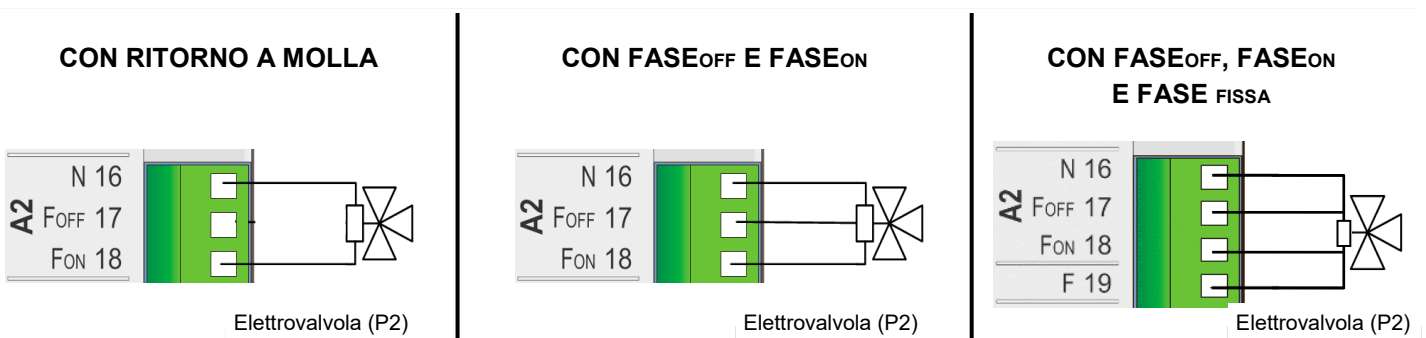 CON RITORNO A MOLLA
N 16
A2
FOFF 17
FON 18
Elettrovalvola (P2)
CON FASEOFF E FASEON
N 16
A2
FOFF 17
FON 18
Elettrovalvola (P2)
CON FASEOFF, FASEON
E FASE FISSA
N 16
A2
FOFF 17
FON 18
F 19
Elettrovalvola (P2)